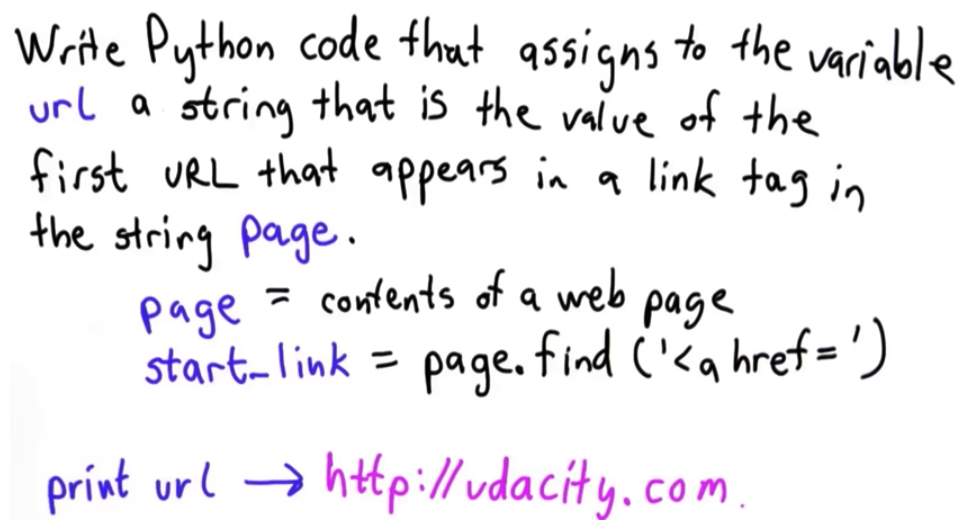 Write Python code that assigns to the variable
url a string that is the value of the
first URL that appears in a link tag in
the string page.
page = contents of a web page
start_link = page.find ('<a href=')
print url → http://udacity.com.